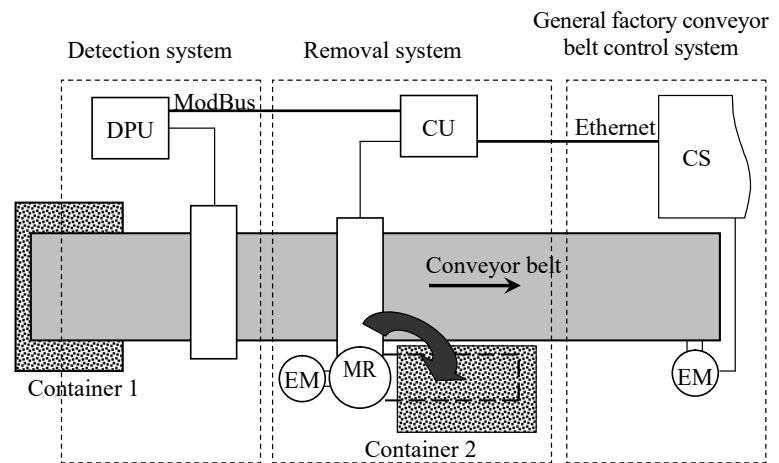 General factory conveyor
belt control system
Detection system
Removal system
ModBus
DPU
CU
Ethernet
CS
Conveyor belt
EM
MR
EM
Container 1
Container 2